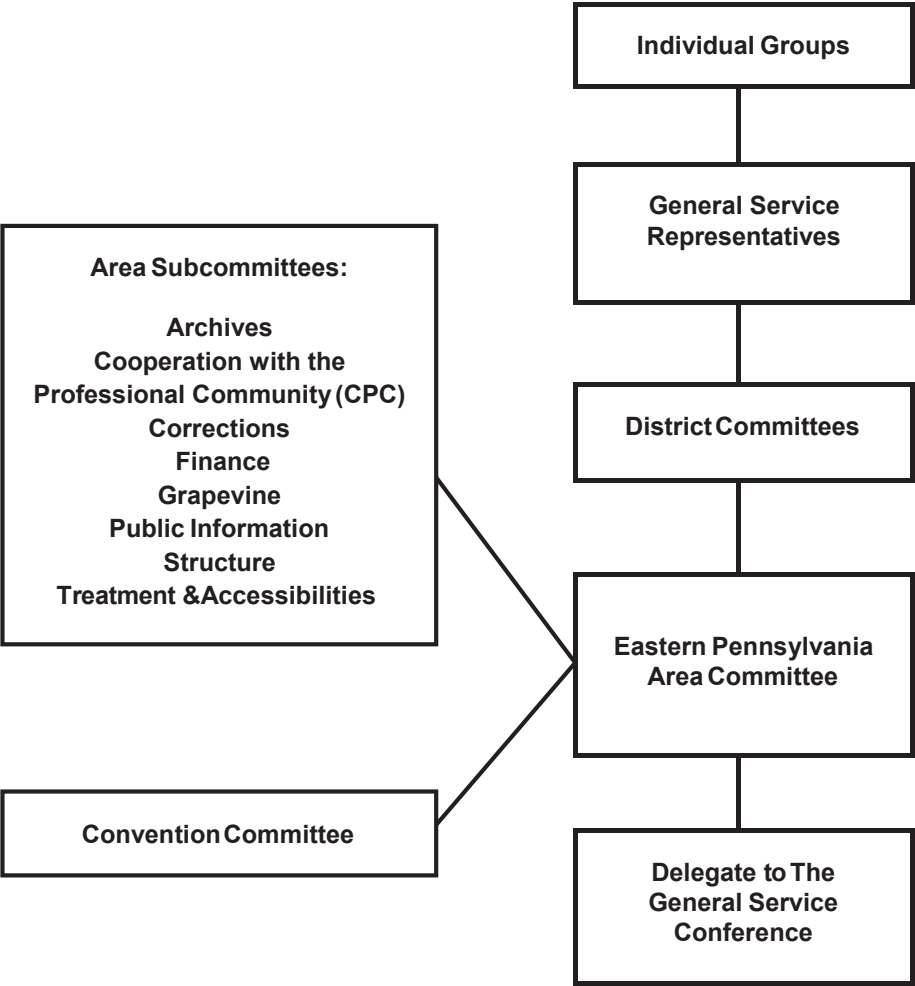 Individual Groups
General Service
Representatives
Area Subcommittees:
Archives
Cooperation with the
Professional Community (CPC)
Corrections
Finance
Grapevine
Public Information
Structure
Treatment & Accessibilities
District Committees
Eastern Pennsylvania
Area Committee
Convention Committee
Delegate to The
General Service
Conference